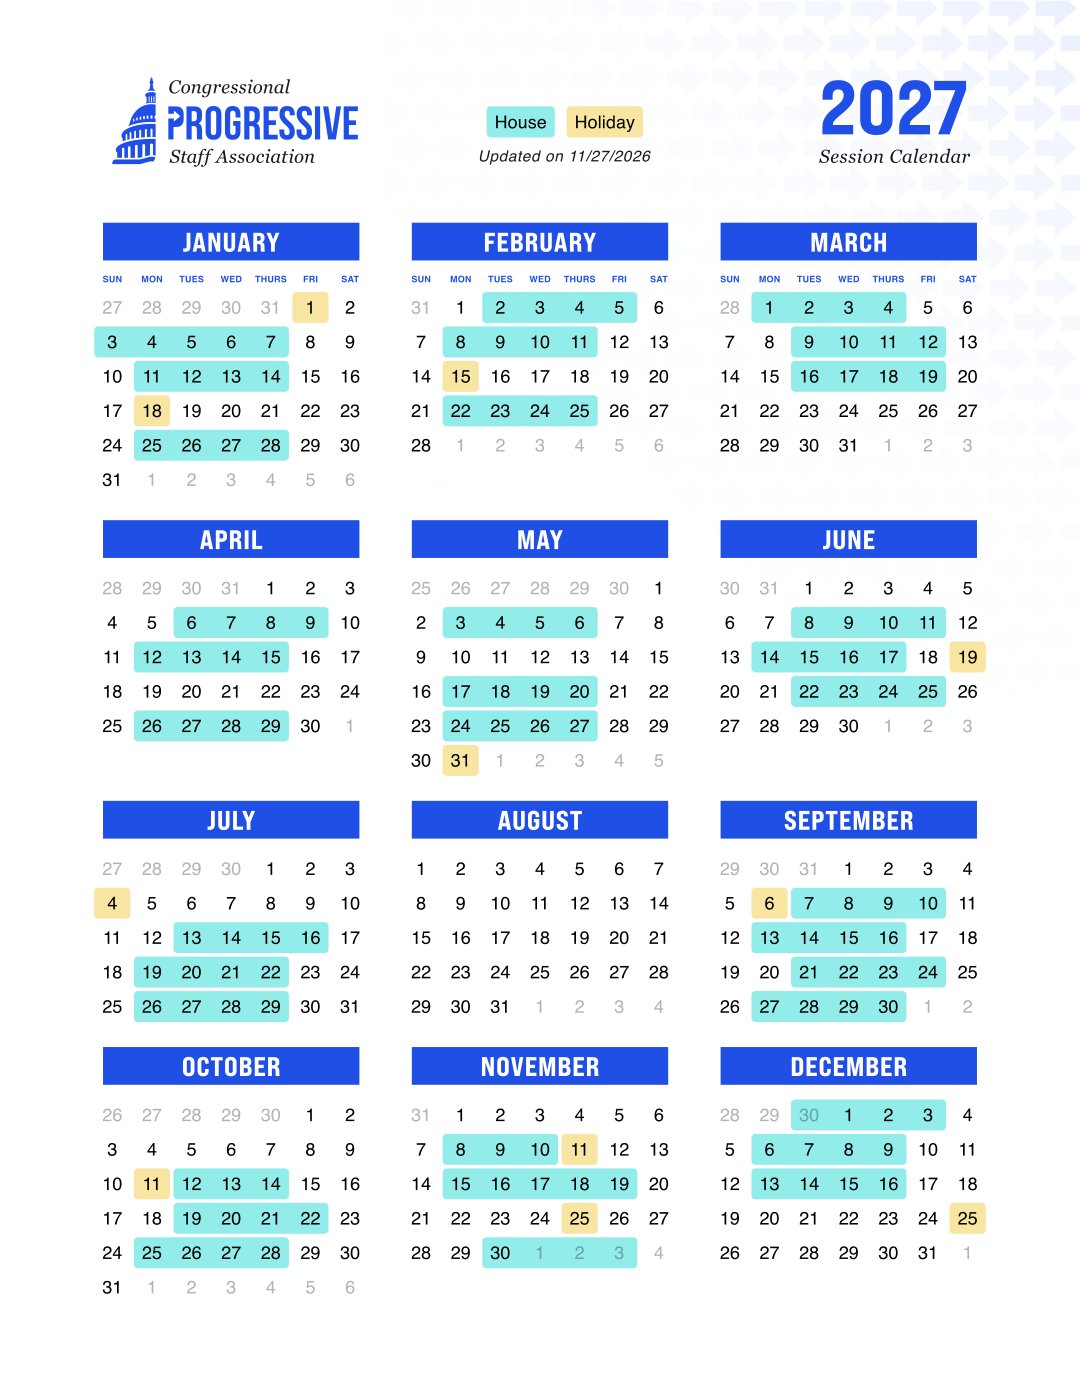 Congressional
PROGRESSIVE
Staff Association
House Holiday
Updated on 11/27/2026
2027
Session Calendar
JANUARY
SUN MON TUES WED THURS FRI SAT
27 28 29 30 31 1 2
3 4 5 6 7 8 9
10 11 12 13 14 15 16
17 18 19 20 21 22 23
24 25 26 27 28 29 30
31 1 2 3 4 5 6
FEBRUARY
SUN MON TUES WED THURS FRI SAT
31 1 2 3 4 5 6
7 8 9 10 11 12 13
14 15 16 17 18 19 20
21 22 23 24 25 26 27
28 1 2 3 4 5 6
MARCH
SUN MON TUES WED THURS FRI SAT
28 1 2 3 4 5 6
7 8 9 10 11 12 13
14 15 16 17 18 19 20
21 22 23 24 25 26 27
28 29 30 31 1 2 3
APRIL
28 29 30 31 1 2 3
4 5 6 7 8 9 10
11 12 13 14 15 16 17
18 19 20 21 22 23 24
25 26 27 28 29 30 1
MAY
25 26 27 28 29 30 1
2 3 4 5 6 7 8
9 10 11 12 13 14 15
16 17 18 19 20 21 22
23 24 25 26 27 28 29
30 31 1 2 3 4 5
JUNE
30 31 1 2 3 4 5
6 7 8 9 10 11 12
13 14 15 16 17 18 19
20 21 22 23 24 25 26
27 28 29 30 1 2 3
JULY
27 28 29 30 1 2 3
4 5 6 7 8 9 10
11 12 13 14 15 16 17
18 19 20 21 22 23 24
25 26 27 28 29 30 31
AUGUST
1 2 3 4 5 6 7
8 9 10 11 12 13 14
15 16 17 18 19 20 21
22 23 24 25 26 27 28
29 30 31 1 2 3 4
SEPTEMBER
29 30 31 1 2 3 4
5 6 7 8 9 10 11
12 13 14 15 16 17 18
19 20 21 22 23 24 25
26 27 28 29 30 1 2
OCTOBER
26 27 28 29 30 1 2
3 4 5 6 7 8 9
10 11 12 13 14 15 16
17 18 19 20 21 22 23
24 25 26 27 28 29 30
31 1 2 3 4 5 6
NOVEMBER
31 1 2 3 4 5 6
7 8 9 10 11 12 13
14 15 16 17 18 19 20
21 22 23 24 25 26 27
28 29 30 1 2 3 4
DECEMBER
28 29 30 1 2 3 4
5 6 7 8 9 10 11
12 13 14 15 16 17 18
19 20 21 22 23 24 25
26 27 28 29 30 31 1